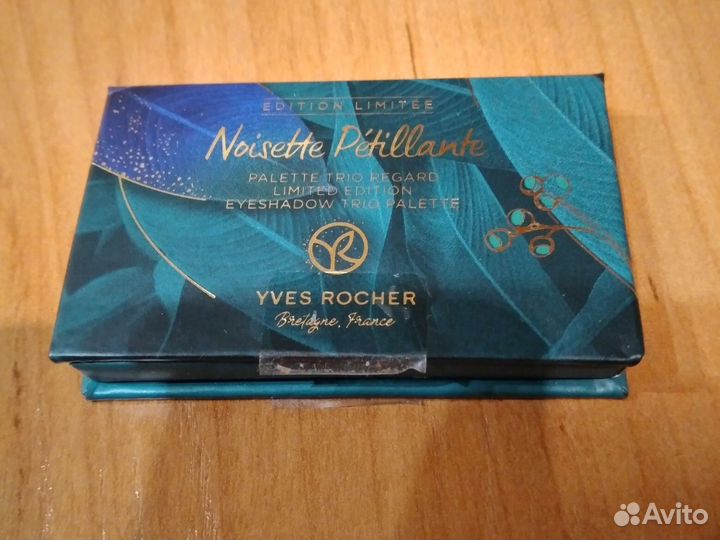 EDITION LIMITÉE
Noisette Pétillante
PALETTE TRIO REGARD
LIMITED EDITION
EYESHADOW TRIO PALETTE
YVES ROCHER
Bretagne, France
Avito